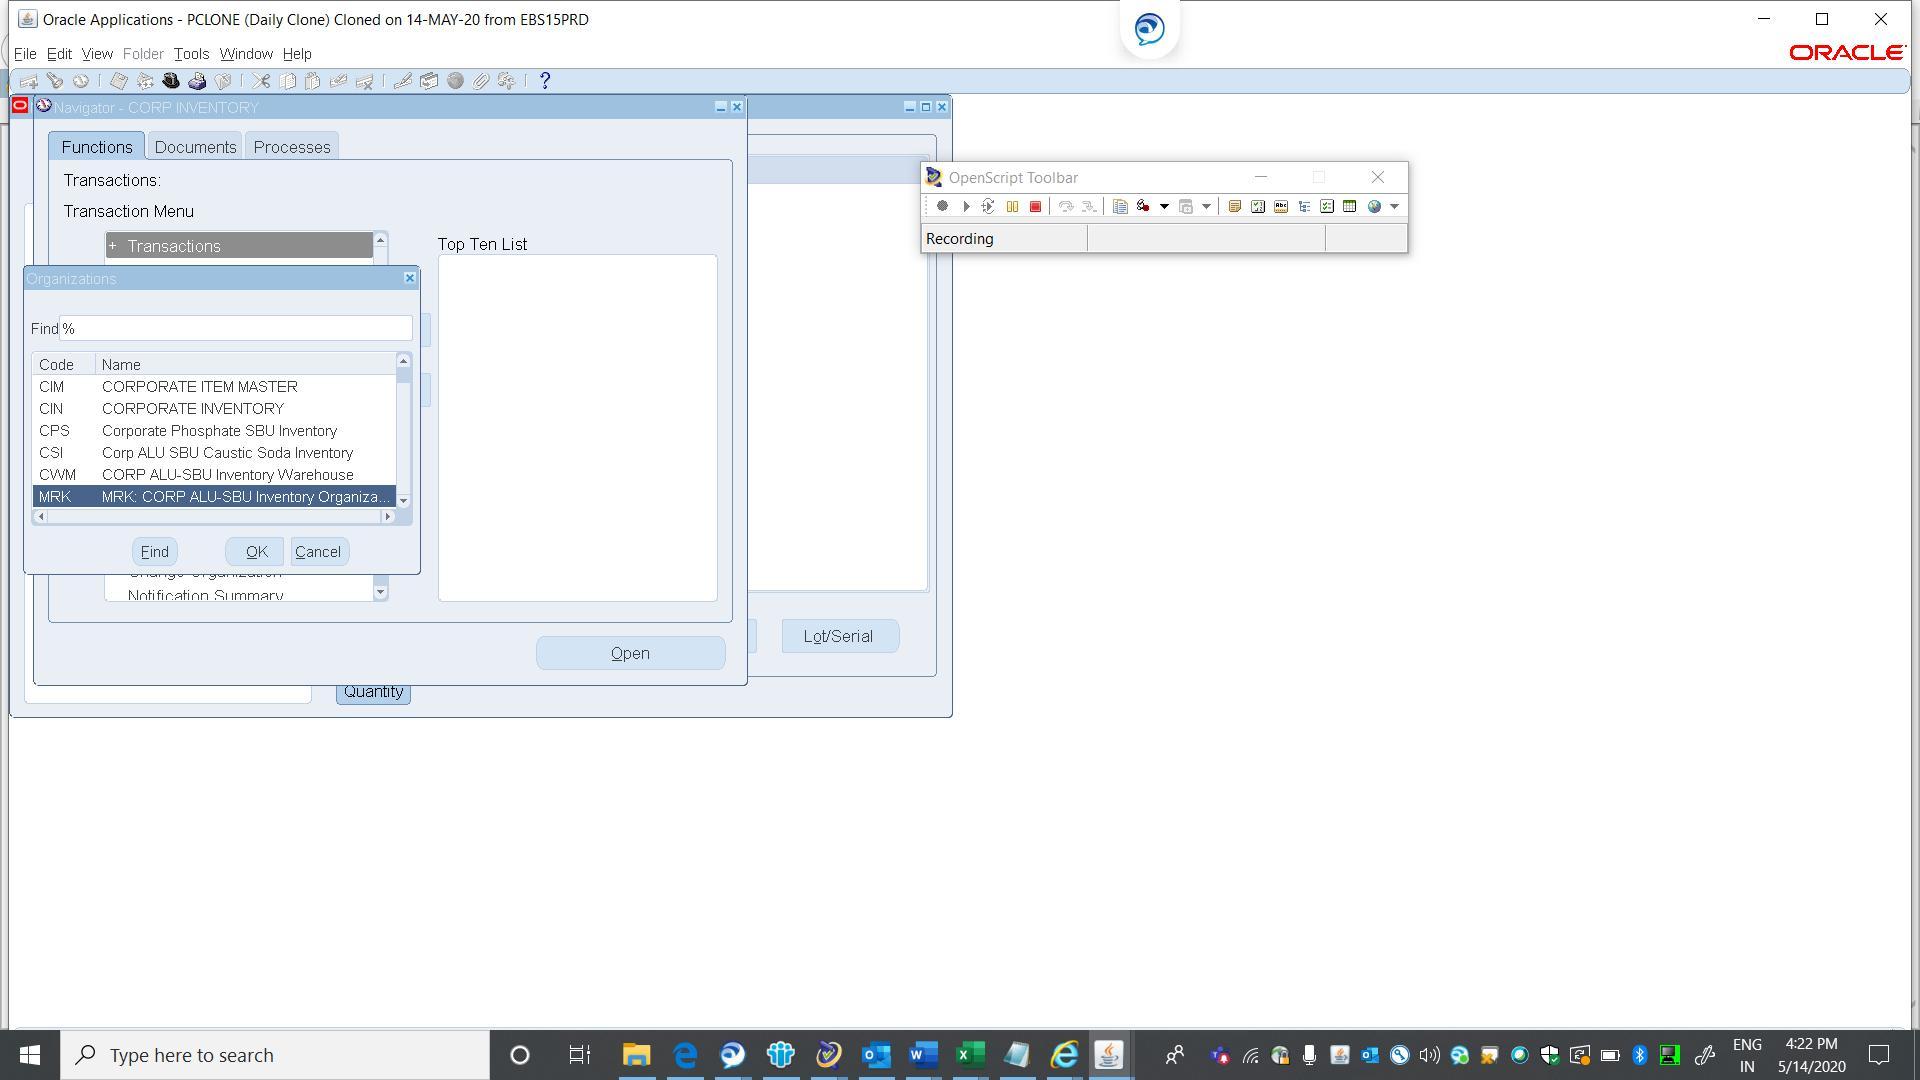 Oracle Applications - PCLONE (Daily Clone) Cloned on 14-MAY-20 from EBS15PRD
File Edit View Folder Tools Window Help
ORACLE
Navigator - CORP INVENTORY
Functions Documents Processes
Transactions:
Transaction Menu
+ Transactions
Top Ten List
OpenScript Toolbar
Recording
Organizations
Find %
Code Name
CIM CORPORATE ITEM MASTER
CIN CORPORATE INVENTORY
CPS Corporate Phosphate SBU Inventory
CSI Corp ALU SBU Caustic Soda Inventory
CWM CORP ALU-SBU Inventory Warehouse
MRK MRK: CORP ALU-SBU Inventory Organiza...
Find OK Cancel
Change Organization
Notification Summary
Open
Lot/Serial
Quantity
Type here to search
ENG
IN
4:22 PM
5/14/2020